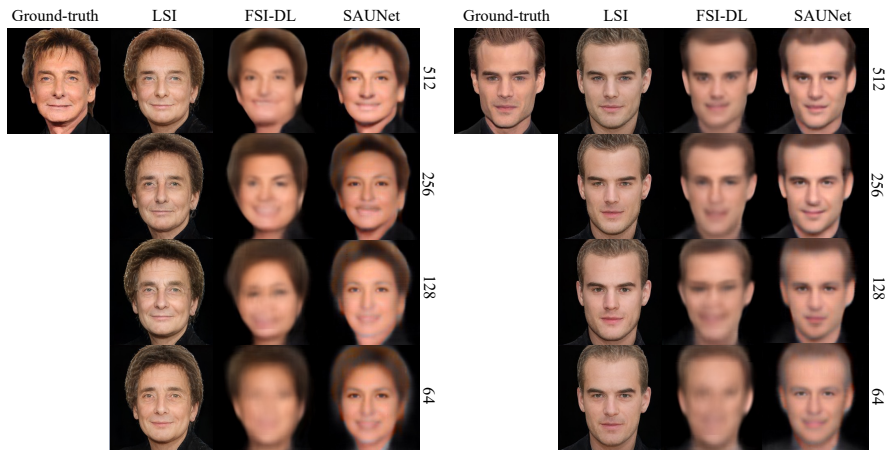 Ground-truth LSI FSI-DL SAUNet Ground-truth LSI FSI-DL SAUNet
512 512
256 256
128 128
64 64